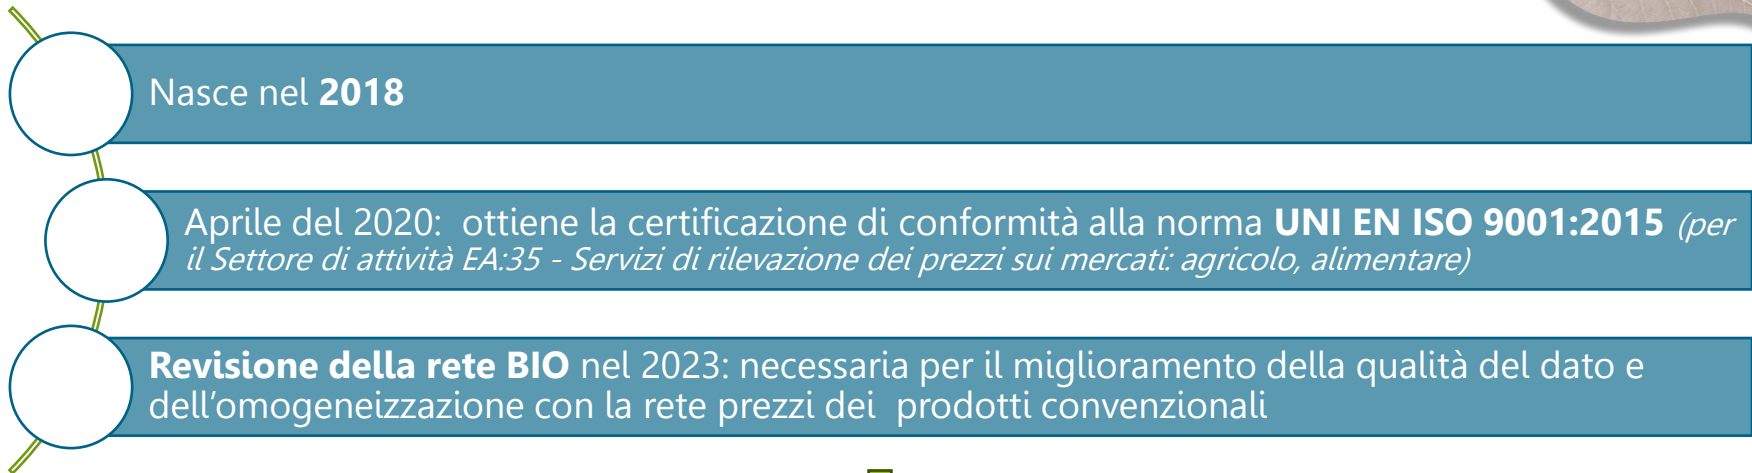 Nasce nel 2018
Aprile del 2020:  ottiene la certificazione di conformità alla norma UNI EN ISO 9001:2015 (per
il Settore di attività EA:35 - Servizi di rilevazione dei prezzi sui mercati: agricolo, alimentare)
Revisione della rete BIO nel 2023: necessaria per il miglioramento della qualità del dato e
dell’omogeneizzazione con la rete prezzi dei  prodotti convenzionali